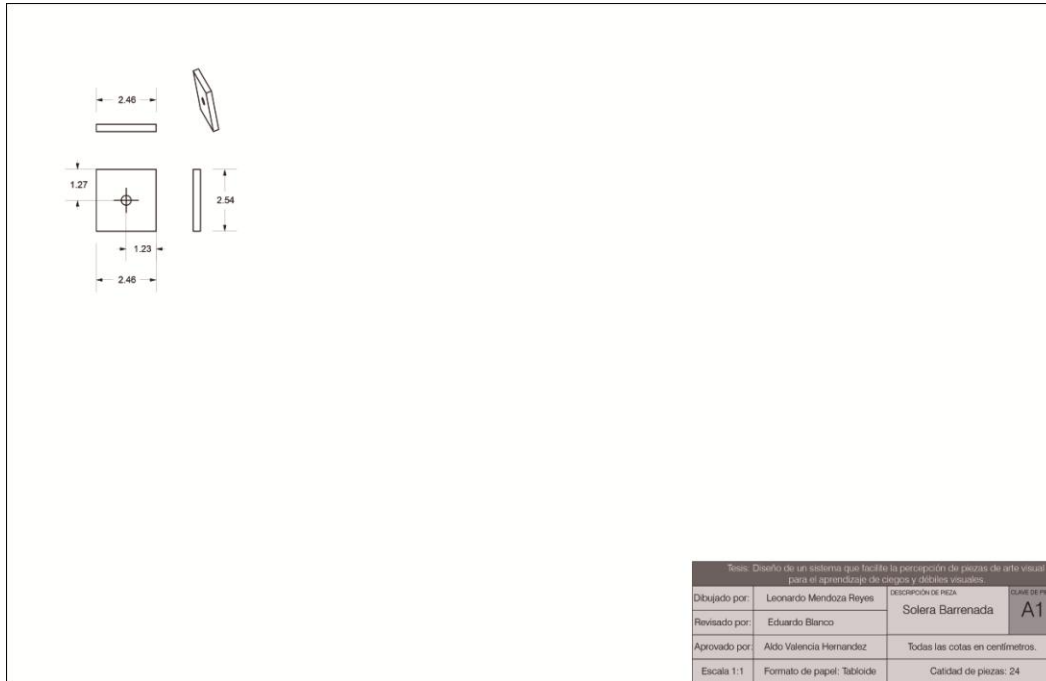 2.46
1.27
2.54
1.23
2.46
Tesis: Diseño de un sistema que facilite la percepción de piezas de arte visual
para el aprendizaje de ciegos y débiles visuales.
Dibujado por: Leonardo Mendoza Reyes
DESCRIPCIÓN DE PIEZA
Solera Barrenada
CLAVE DE
A1
Revisado por: Eduardo Blanco
Aprovado por: Aldo Valencia Hernandez
Todas las cotas en centímetros.
Escala 1:1
Formato de papel: Tabloide
Catidad de piezas: 24